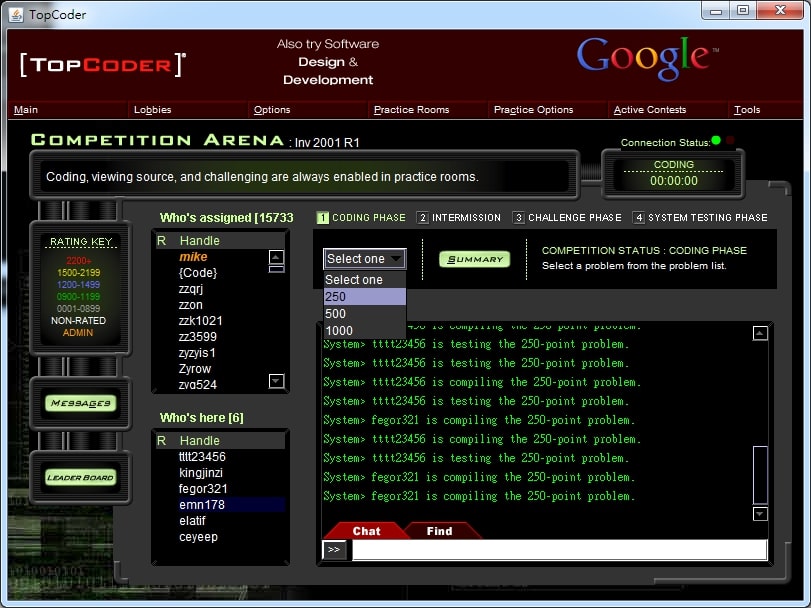 TopCoder
[TOPCODER]®
Also try Software
Design &
Development
Google™
Main
Lobbies
Options
Practice Rooms
Practice Options
Active Contests
Tools
COMPETITION ARENA : Inv 2001 R1
Connection Status:
Coding, viewing source, and challenging are always enabled in practice rooms.
CODING
00:00:00
RATING KEY
2200+
1500-2199
1200-1499
0900-1199
0001-0899
NON-RATED
ADMIN
MESSAGES
LEADER BOARD
Who's assigned [15733
R Handle
mike
{Code}
zzqrj
zzon
zzk1021
zz3599
zyzyis1
Zyrow
zyq524
Who's here [6]
R Handle
tttt23456
kingjinzi
fegor321
emn178
elatif
ceyeep
1 CODING PHASE
2 INTERMISSION
3 CHALLENGE PHASE
4 SYSTEM TESTING PHASE
Select one
Select one
250
500
1000
SUMMARY
COMPETITION STATUS : CODING PHASE
Select a problem from the problem list.
456 is compiling the 250-point problem.
System> tttt23456 is testing the 250-point problem.
System> tttt23456 is testing the 250-point problem.
System> tttt23456 is compiling the 250-point problem.
System> tttt23456 is testing the 250-point problem.
System> fegor321 is compiling the 250-point problem.
System> tttt23456 is compiling the 250-point problem.
System> tttt23456 is testing the 250-point problem.
System> fegor321 is compiling the 250-point problem.
System> fegor321 is compiling the 250-point problem.
Chat
Find
>>